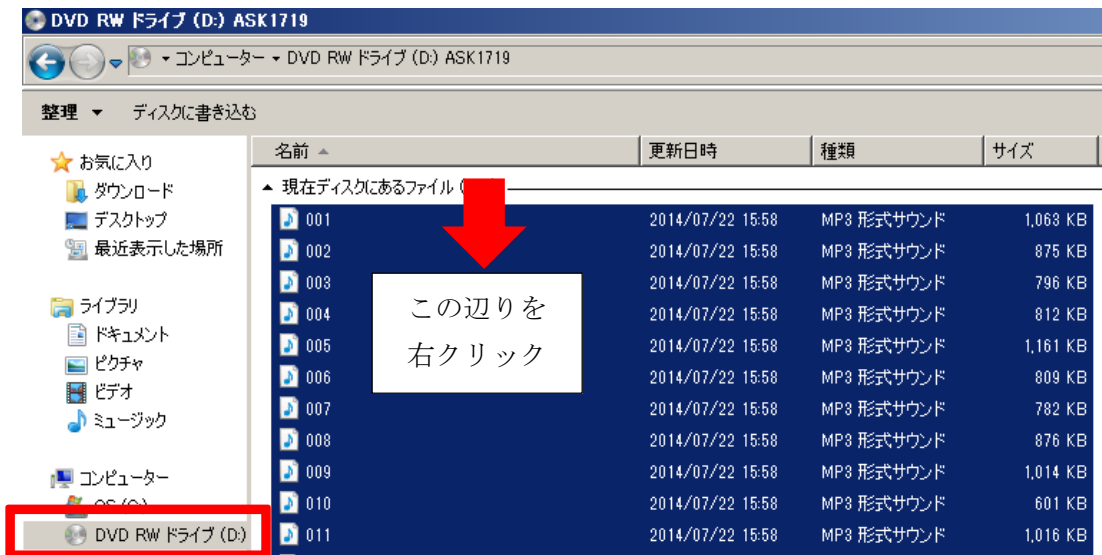 DVD RW ドライブ (D:) ASK1719
コンピューター DVD RW ドライブ (D:) ASK1719
整理 ディスクに書き込む
名前 更新日時 種類 サイズ
お気に入り
ダウンロード
デスクトップ
最近表示した場所
ライブラリ
ドキュメント
ピクチャ
ビデオ
ミュージック
コンピューター
DVD RW ドライブ (D:)
現在ディスクにあるファイル
001 2014/07/22 15:58 MP3 形式サウンド 1,063 KB
002 2014/07/22 15:58 MP3 形式サウンド 875 KB
003 2014/07/22 15:58 MP3 形式サウンド 796 KB
004 2014/07/22 15:58 MP3 形式サウンド 812 KB
005 2014/07/22 15:58 MP3 形式サウンド 1,161 KB
006 2014/07/22 15:58 MP3 形式サウンド 809 KB
007 2014/07/22 15:58 MP3 形式サウンド 782 KB
008 2014/07/22 15:58 MP3 形式サウンド 876 KB
009 2014/07/22 15:58 MP3 形式サウンド 1,014 KB
010 2014/07/22 15:58 MP3 形式サウンド 601 KB
011 2014/07/22 15:58 MP3 形式サウンド 1,016 KB
この辺りを
右クリック